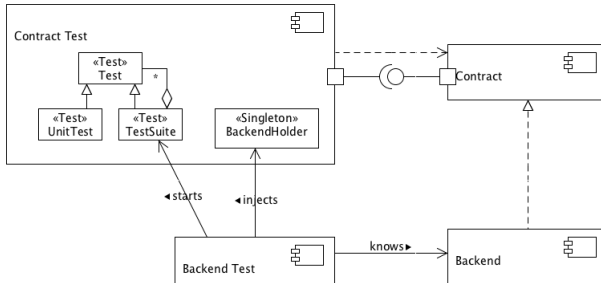 Contract Test
«Test»
Test
*
«Test»
UnitTest
«Test»
TestSuite
«Singleton»
BackendHolder
Contract
◄starts
◄injects
knows►
Backend Test
Backend